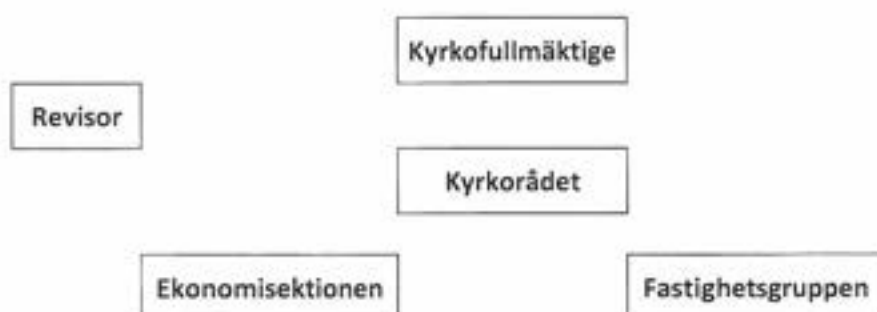 Kyrkofullmäktige
Revisor
Kyrkorådet
Ekonomisektionen
Fastighetsgruppen